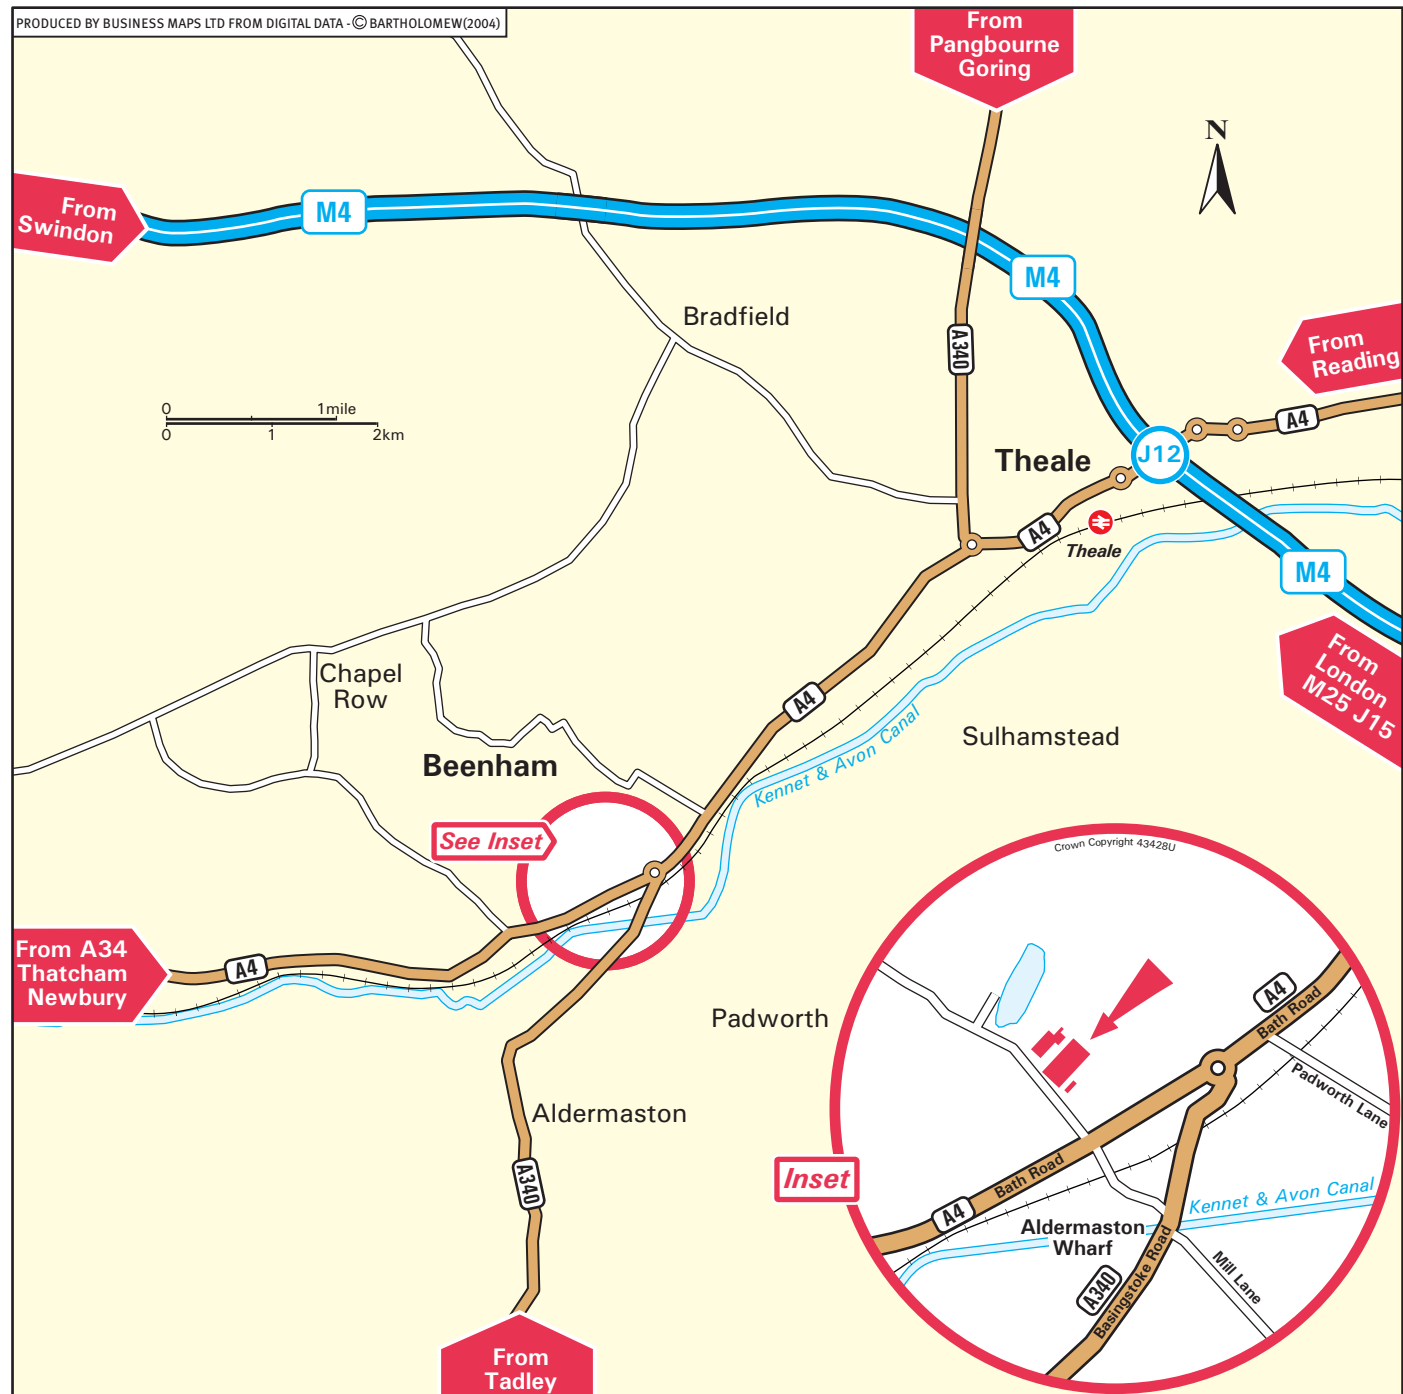 PRODUCED BY BUSINESS MAPS LTD FROM DIGITAL DATA - © BARTHOLOMEW(2004)
From
Pangbourne
Goring
N
From
Swindon
M4
M4
Bradfield
A340
From
Reading
A4
0 1mile
0 1 2km
Theale
J12
A4
Theale
M4
From
London
M25 J15
Chapel
Row
A4
Sulhamstead
Kennet & Avon Canal
Beenham
See Inset
Crown Copyright 43428U
From A34
Thatcham
Newbury
A4
Padworth
A4
Bath Road
Padworth Lane
Aldermaston
Inset
Bath Road
A4
Kennet & Avon Canal
Aldermaston
Wharf
Mill Lane
A340
Basingstoke Road
A340
From
Tadley